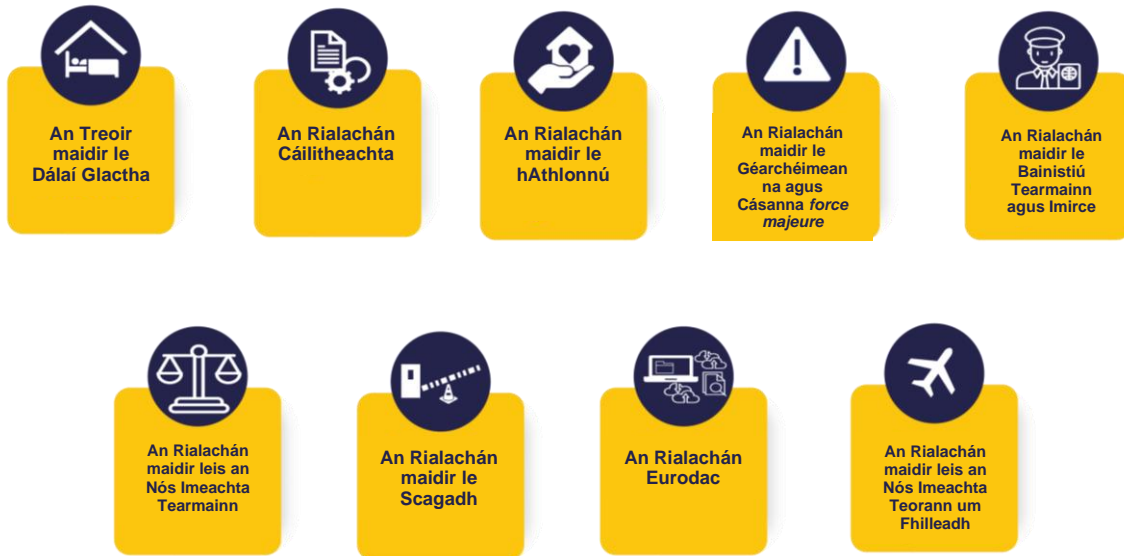 An Treoir
maidir le
Dálaí Glactha
An Rialachán
Cáilitheachta
An Rialachán
maidir le
hAthlonnú
An Rialachán
maidir le
Géarchéimean
na agus
Cásanna force
majeure
An Rialachán
maidir le
Bainistiú
Tearmainn
agus Imirce
An Rialachán
maidir leis an
Nós Imeachta
Tearmainn
An Rialachán
maidir le
Scagadh
An Rialachán
Eurodac
An Rialachán
maidir leis an
Nós Imeachta
Teorann um
Fhilleadh